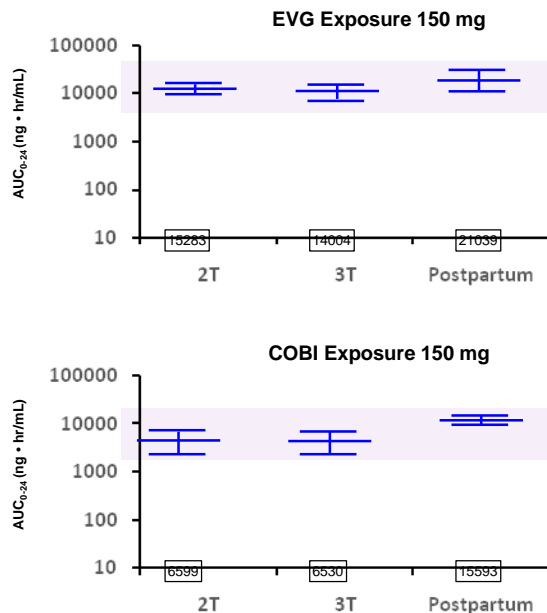 EVG Exposure 150 mg
AUC0-24 (ng • hr/mL)
100000
10000
1000
100
10
15283 14004 21039
2T 3T Postpartum
COBI Exposure 150 mg
AUC0-24 (ng • hr/mL)
100000
10000
1000
100
10
6599 6530 15593
2T 3T Postpartum